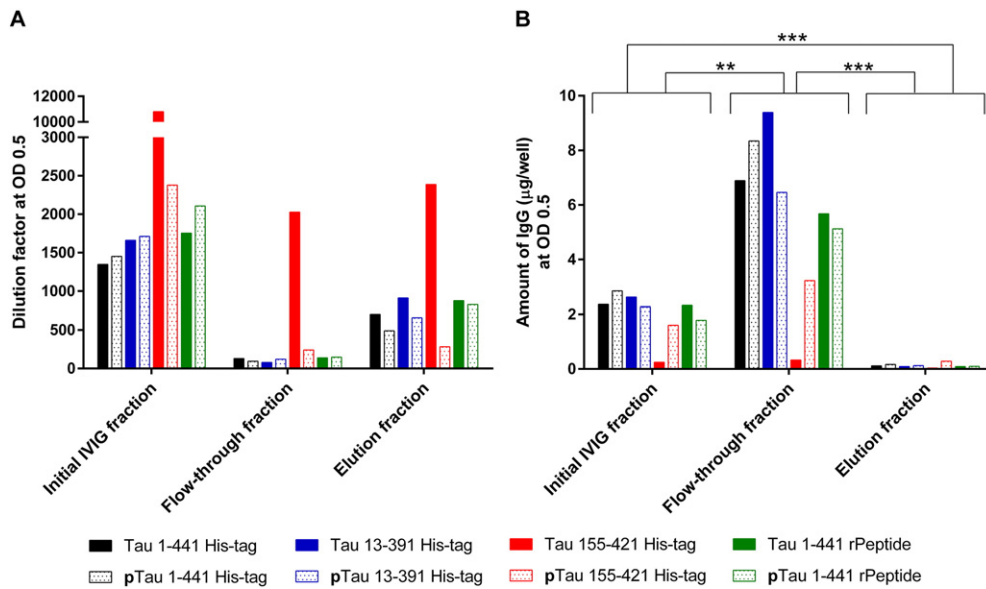 A
Dilution factor at OD 0.5
12000
10000
3000
2500
2000
1500
1000
500
0
Initial IVIG fraction
Flow-through fraction
Elution fraction
B
Amount of IgG (μg/well)
at OD 0.5
10
8
6
4
2
0
***
**
***
Initial IVIG fraction
Flow-through fraction
Elution fraction
Tau 1-441 His-tag
Tau 13-391 His-tag
Tau 155-421 His-tag
Tau 1-441 rPeptide
pTau 1-441 His-tag
pTau 13-391 His-tag
pTau 155-421 His-tag
pTau 1-441 rPeptide